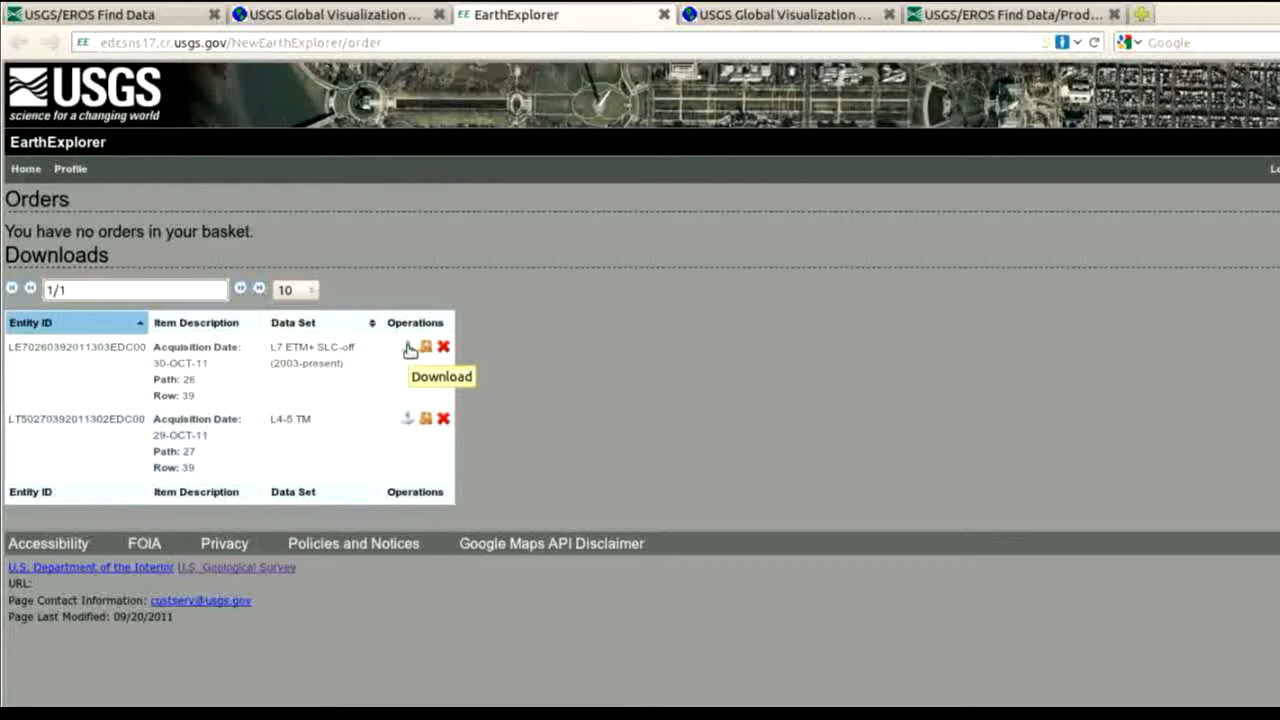 USGS/EROS Find Data
USGS Global Visualization ...
EE EarthExplorer
USGS Global Visualization ...
USGS/EROS Find Data/Prod...
EE edcsns17.cr.usgs.gov/NewEarthExplorer/order
Google
USGS
science for a changing world
EarthExplorer
Home Profile
Orders
You have no orders in your basket.
Downloads
1/1 10
Entity ID Item Description Data Set Operations
LE70260392011303EDC00 Acquisition Date: L7 ETM+ SLC-off
30-OCT-11 (2003-present)
Path: 26
Download
Row: 39
LT50270392011302EDC00 Acquisition Date: L4-5 TM
29-OCT-11
Path: 27
Row: 39
Entity ID Item Description Data Set Operations
Accessibility FOIA Privacy Policies and Notices Google Maps API Disclaimer
U.S. Department of the Interior U.S. Geological Survey
URL:
Page Contact Information: custserv@usgs.gov
Page Last Modified: 09/20/2011